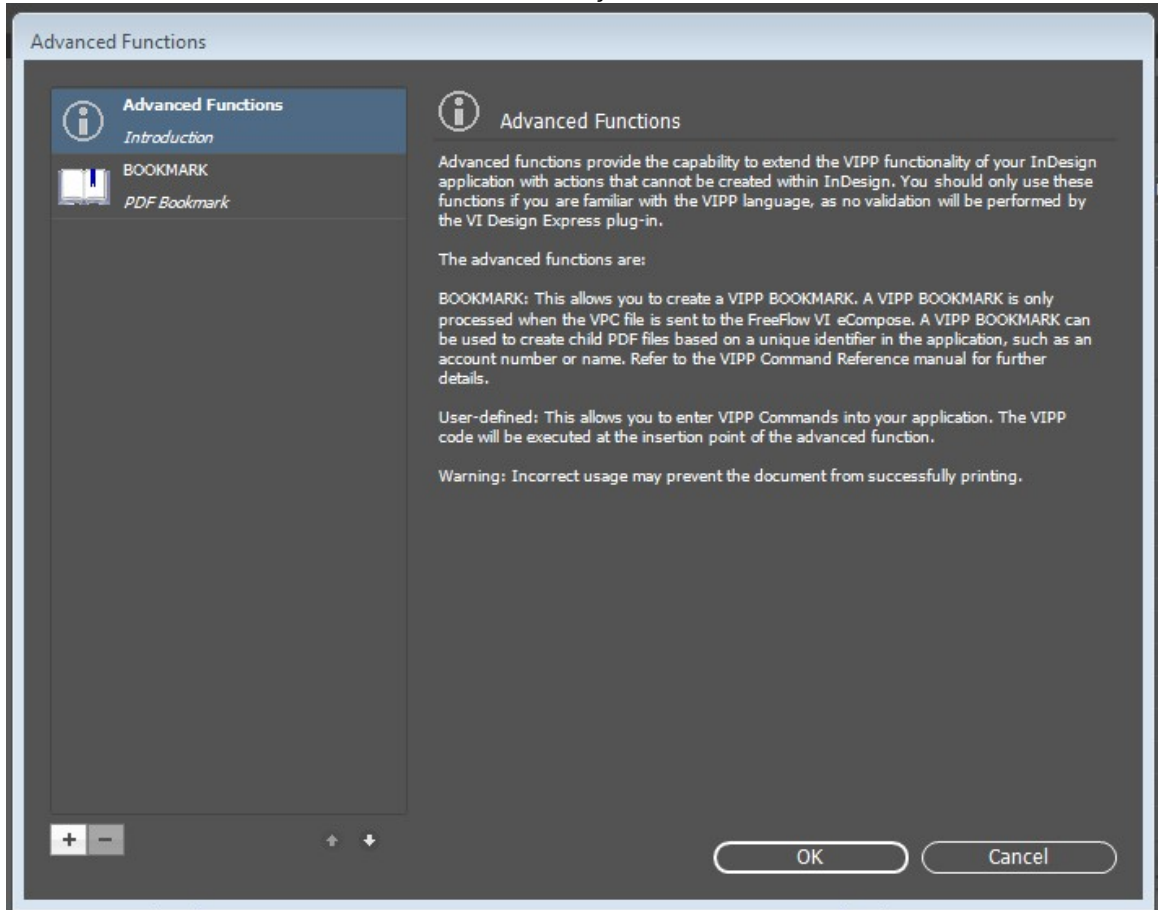 Advanced Functions
Advanced Functions
Introduction
BOOKMARK
PDF Bookmark
Advanced Functions
Advanced functions provide the capability to extend the VIPP functionality of your InDesign
application with actions that cannot be created within InDesign. You should only use these
functions if you are familiar with the VIPP language, as no validation will be performed by
the VI Design Express plug-in.
The advanced functions are:
BOOKMARK: This allows you to create a VIPP BOOKMARK. A VIPP BOOKMARK is only
processed when the VPC file is sent to the FreeFlow VI eCompose. A VIPP BOOKMARK can
be used to create child PDF files based on a unique identifier in the application, such as an
account number or name. Refer to the VIPP Command Reference manual for further
details.
User-defined: This allows you to enter VIPP Commands into your application. The VIPP
code will be executed at the insertion point of the advanced function.
Warning: Incorrect usage may prevent the document from successfully printing.
OK
Cancel